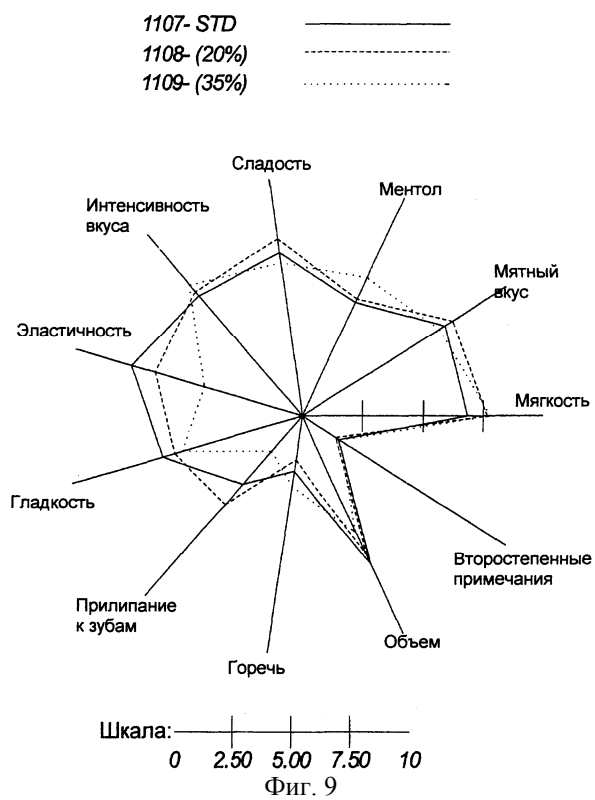 1107- STD
1108- (20%)
1109- (35%)
Сладость
Ментол
Интенсивность
вкуса
Мятный
вкус
Эластичность
Мягкость
Гладкость
Второстепенные
примечания
Прилипание
к зубам
Объем
Горечь
Шкала:
0 2.50 5.00 7.50 10
Фиг. 9